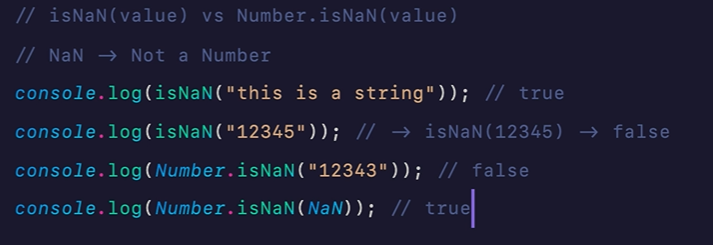 // isNaN(value) vs Number.isNaN(value)
// NaN → Not a Number
console.log(isNaN("this is a string")); // true
console.log(isNaN("12345")); // → isNaN(12345) → false
console.log(Number.isNaN("12343")); // false
console.log(Number.isNaN(NaN)); // true